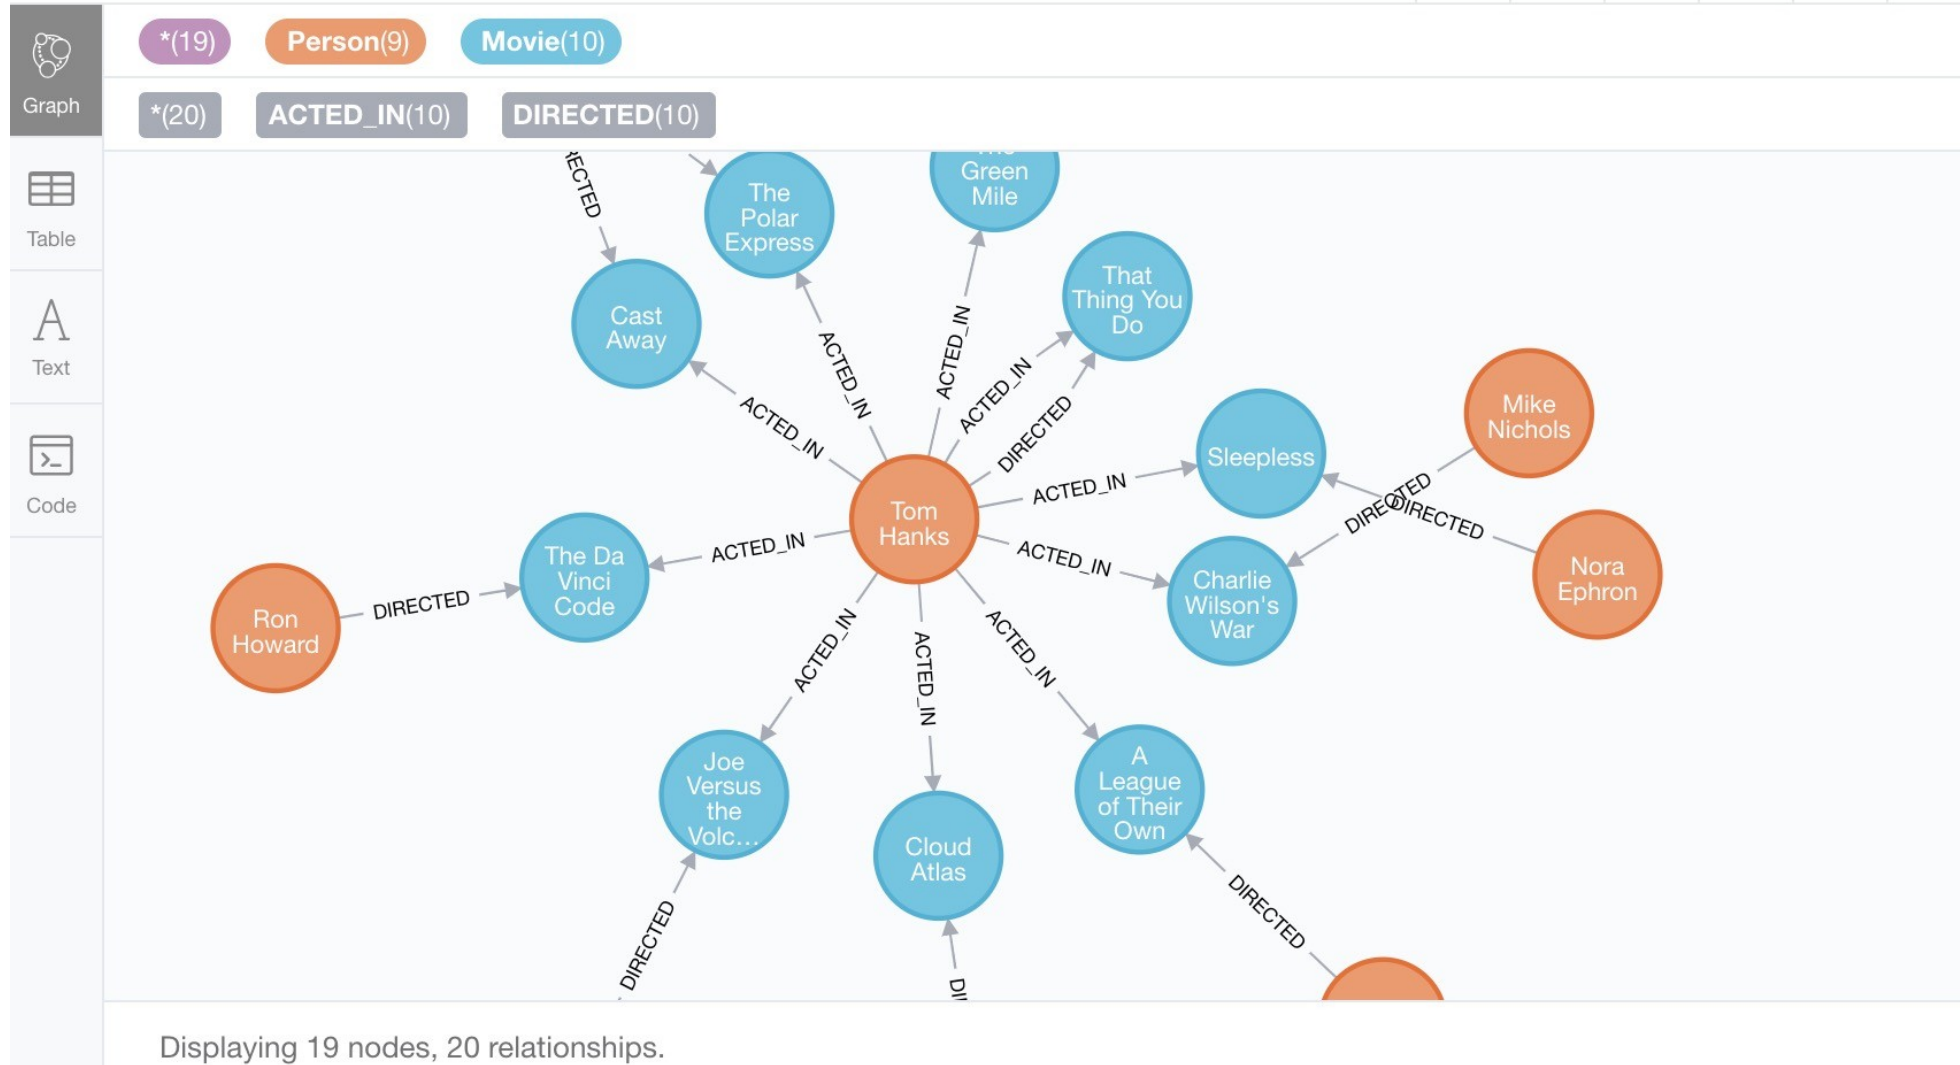 *(19) Person(9) Movie(10)
Graph
*(20) ACTED_IN(10) DIRECTED(10)
Table
Text
Code
The
Polar
Express
Green
Mile
That
Thing You
Do
Cast
Away
ACTED_IN
ACTED_IN
ACTED_IN
ACTED_IN
DIRECTED
Mike
Nichols
Sleepless
ACTED_IN
DIRECTED
DIRECTED
Tom
Hanks
ACTED_IN
ACTED_IN
The Da
Vinci
Code
Charlie
Wilson's
War
Nora
Ephron
Ron
Howard
DIRECTED
ACTED_IN
ACTED_IN
ACTED_IN
Joe
Versus
the
Volc...
Cloud
Atlas
A
League
of Their
Own
DIRECTED
DIRECTED
Displaying 19 nodes, 20 relationships.